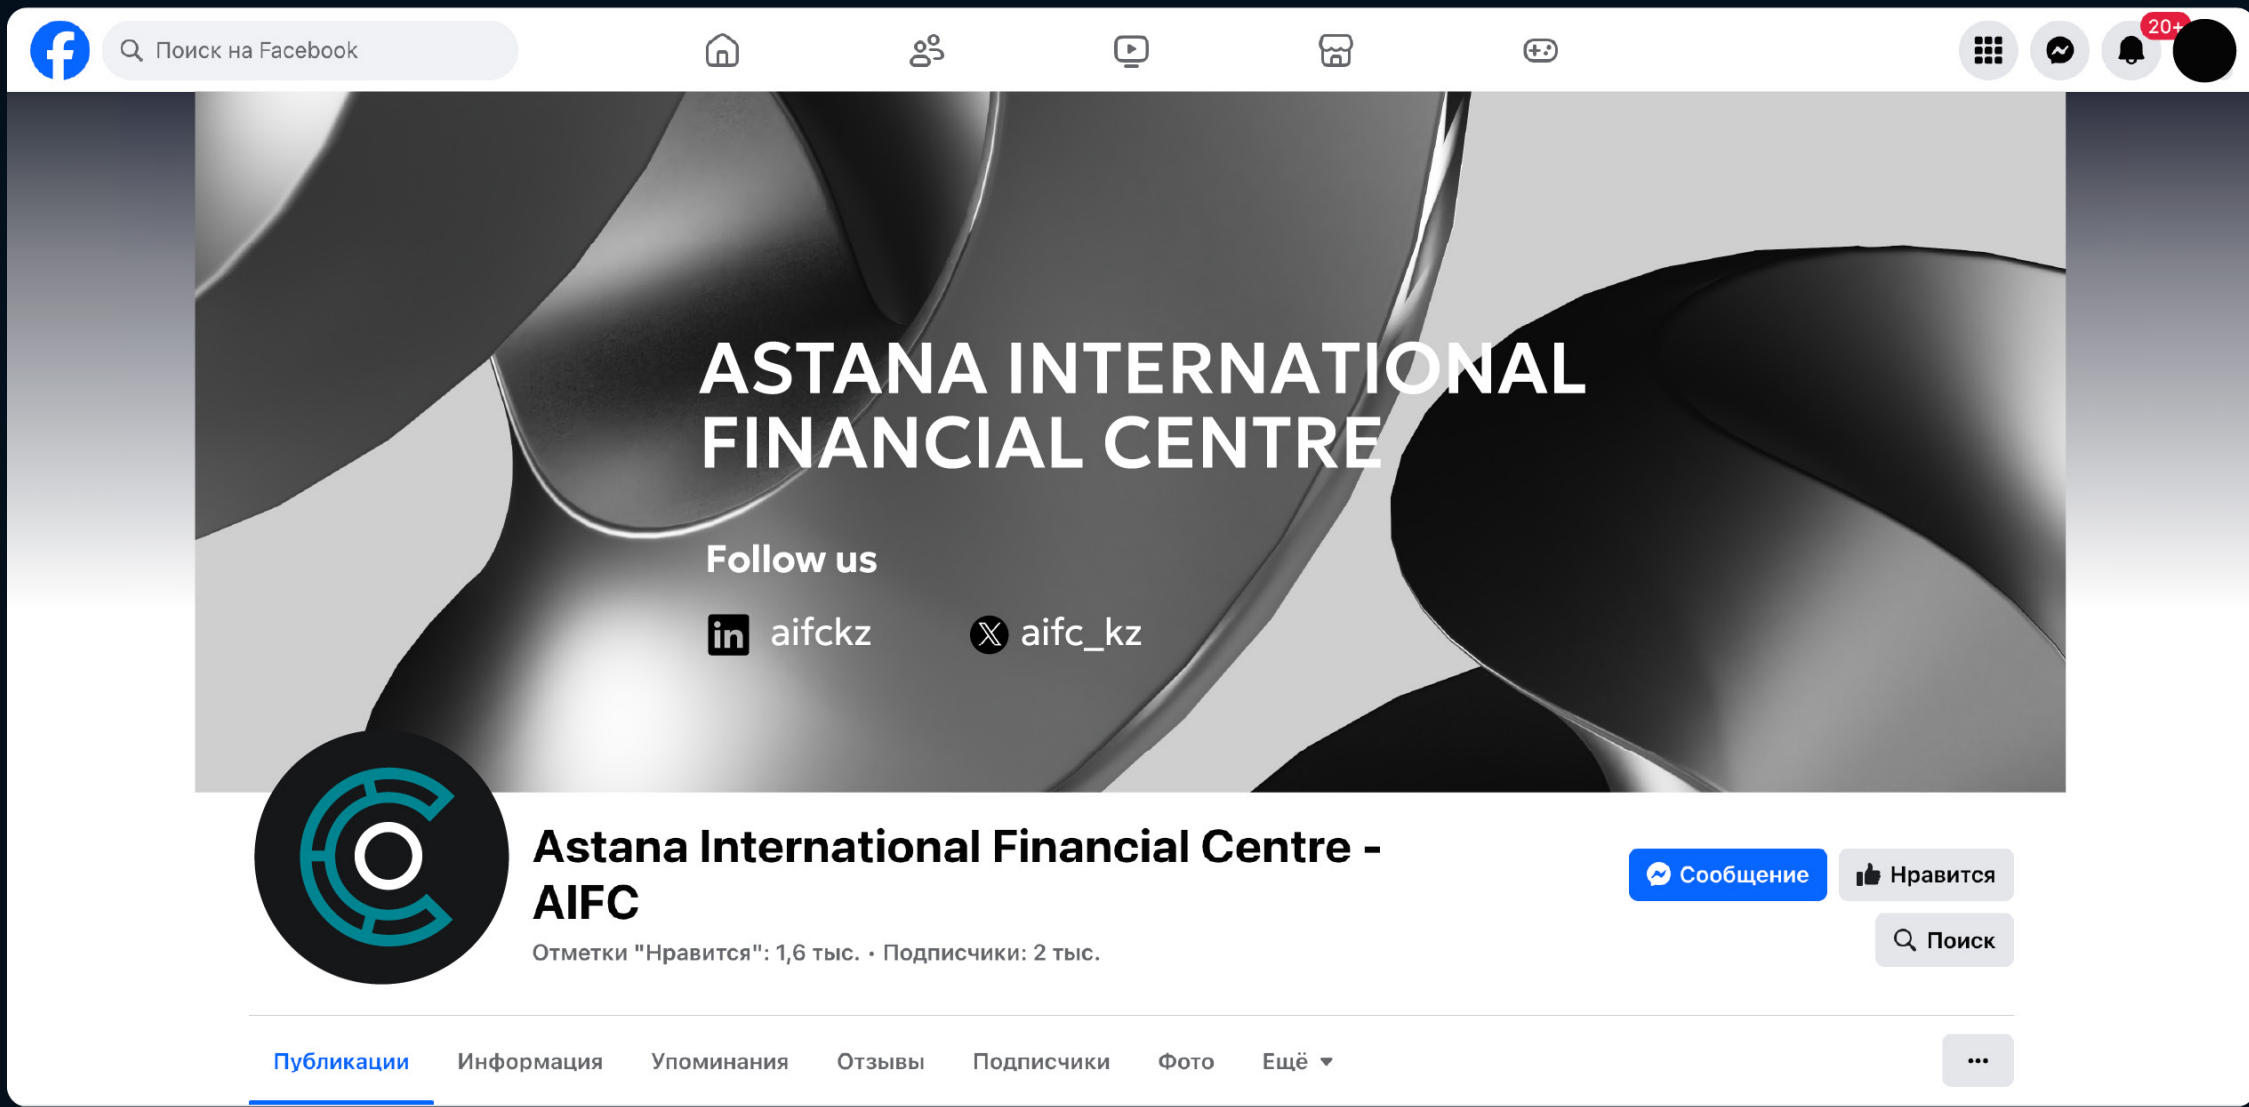 Поиск на Facebook
20+
ASTANA INTERNATIONAL
FINANCIAL CENTRE
Follow us
in aifckz
X aifc_kz
Astana International Financial Centre -
AIFC
Отметки "Нравится": 1,6 тыс. • Подписчики: 2 тыс.
Сообщение
Нравится
Поиск
Публикации
Информация
Упоминания
Отзывы
Подписчики
Фото
Ещё